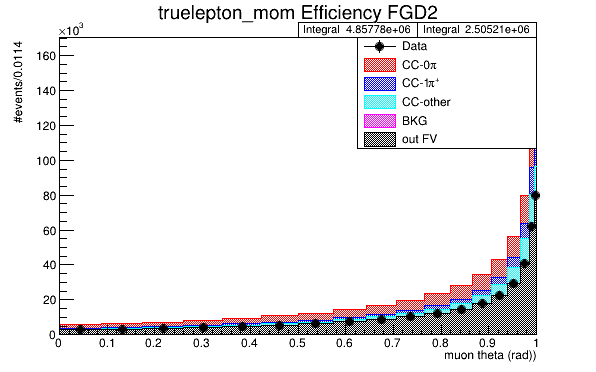 truelepton_mom Efficiency FGD2
Integral 4.85778e+06 Integral 2.50521e+06
×10³
#events/0.0114
160
140
120
100
80
60
40
20
0
Data
CC-0π
CC-1π⁺
CC-other
BKG
out FV
0 0.1 0.2 0.3 0.4 0.5 0.6 0.7 0.8 0.9 1
muon theta (rad))